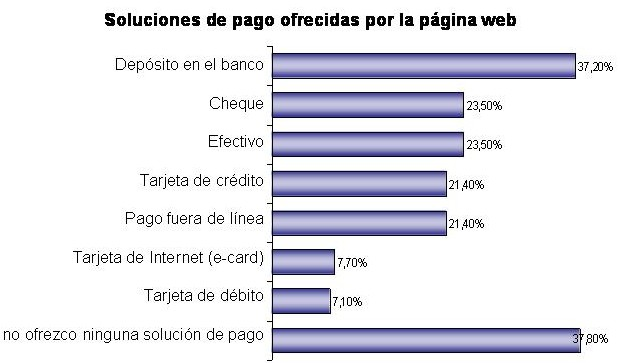 Soluciones de pago ofrecidas por la página web
Depósito en el banco 37,20%
Cheque 23,50%
Efectivo 23,50%
Tarjeta de crédito 21,40%
Pago fuera de línea 21,40%
Tarjeta de Internet (e-card) 7,70%
Tarjeta de débito 7,10%
no ofrezco ninguna solución de pago 37,80%